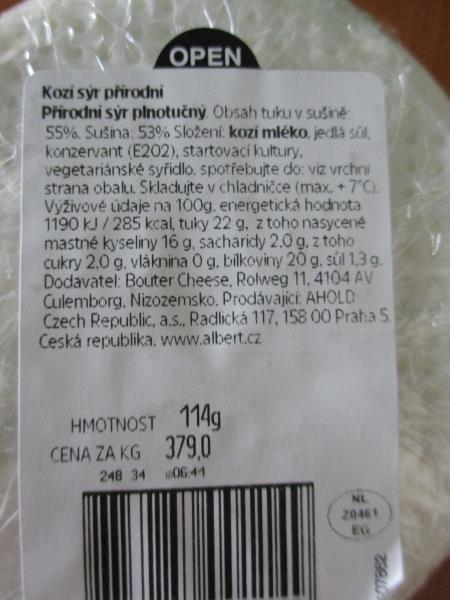 OPEN
Kozí sýr přírodní
Přírodní sýr plnotučný. Obsah tuku v sušině
55%. Sušina: 53% Složení: kozí mléko, jedlá sůl,
konzervant (E202), startovací kultury,
vegetariánské syřidlo. spotřebujte do: viz vrchní
strana obalu. Skladujte v chladničce (max. + 7°C).
Výživové údaje na 100g. energetická hodnota
1190 kJ / 285 kcal, tuky 22 g, z toho nasycené
mastné kyseliny 16 g, sacharidy 2,0 g, z toho
cukry 2,0 g, vláknina 0 g, bílkoviny 20 g, sůl 1,3 g.
Dodavatel: Bouter Cheese, Rolweg 11, 4104 AV
Culemborg, Nizozemsko. Prodávající: AHOLD
Czech Republic, a.s., Radlická 117, 158 00 Praha 5.
Česká republika. www.albert.cz
HMOTNOST 114g
CENA ZA KG 379,0
248 34 06:41
NL
20461
EG